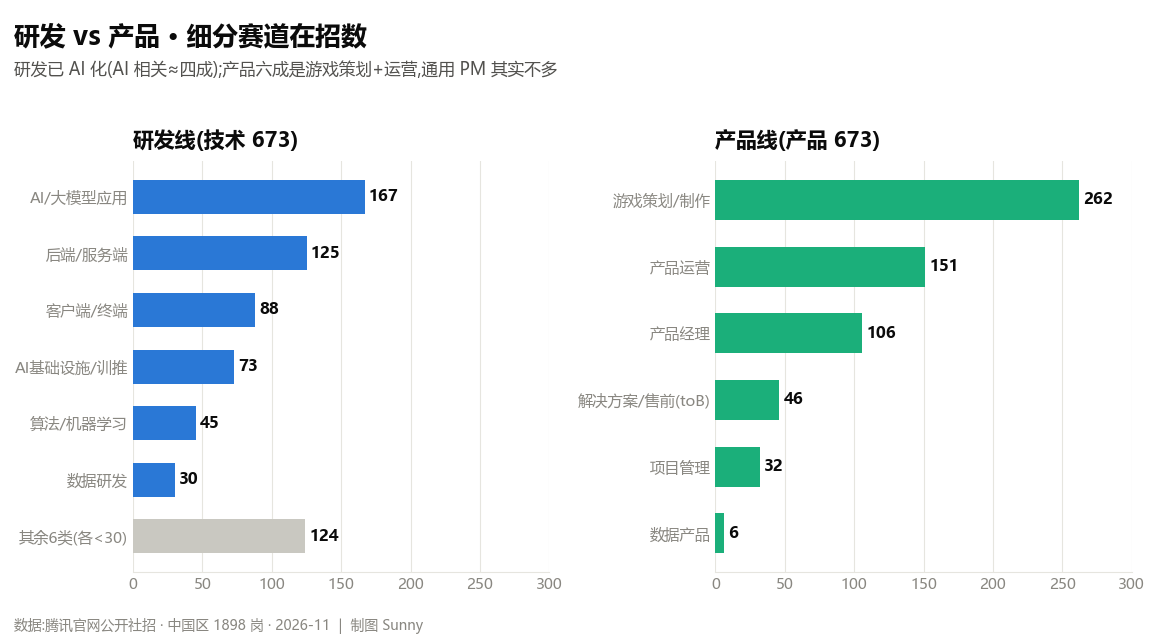 研发 vs 产品 · 细分赛道在招数
研发已 AI 化(AI 相关≈四成);产品六成是游戏策划+运营,通用 PM 其实不多
研发线(技术 673)
AI/大模型应用 167
后端/服务端 125
客户端/终端 88
AI基础设施/训推 73
算法/机器学习 45
数据研发 30
其余6类(各<30) 124
0 50 100 150 200 250 300
产品线(产品 673)
游戏策划/制作 262
产品运营 151
产品经理 106
解决方案/售前(toB) 46
项目管理 32
数据产品 6
0 50 100 150 200 250 300
数据:腾讯官网公开社招 · 中国区 1898 岗 · 2026-11 | 制图 Sunny